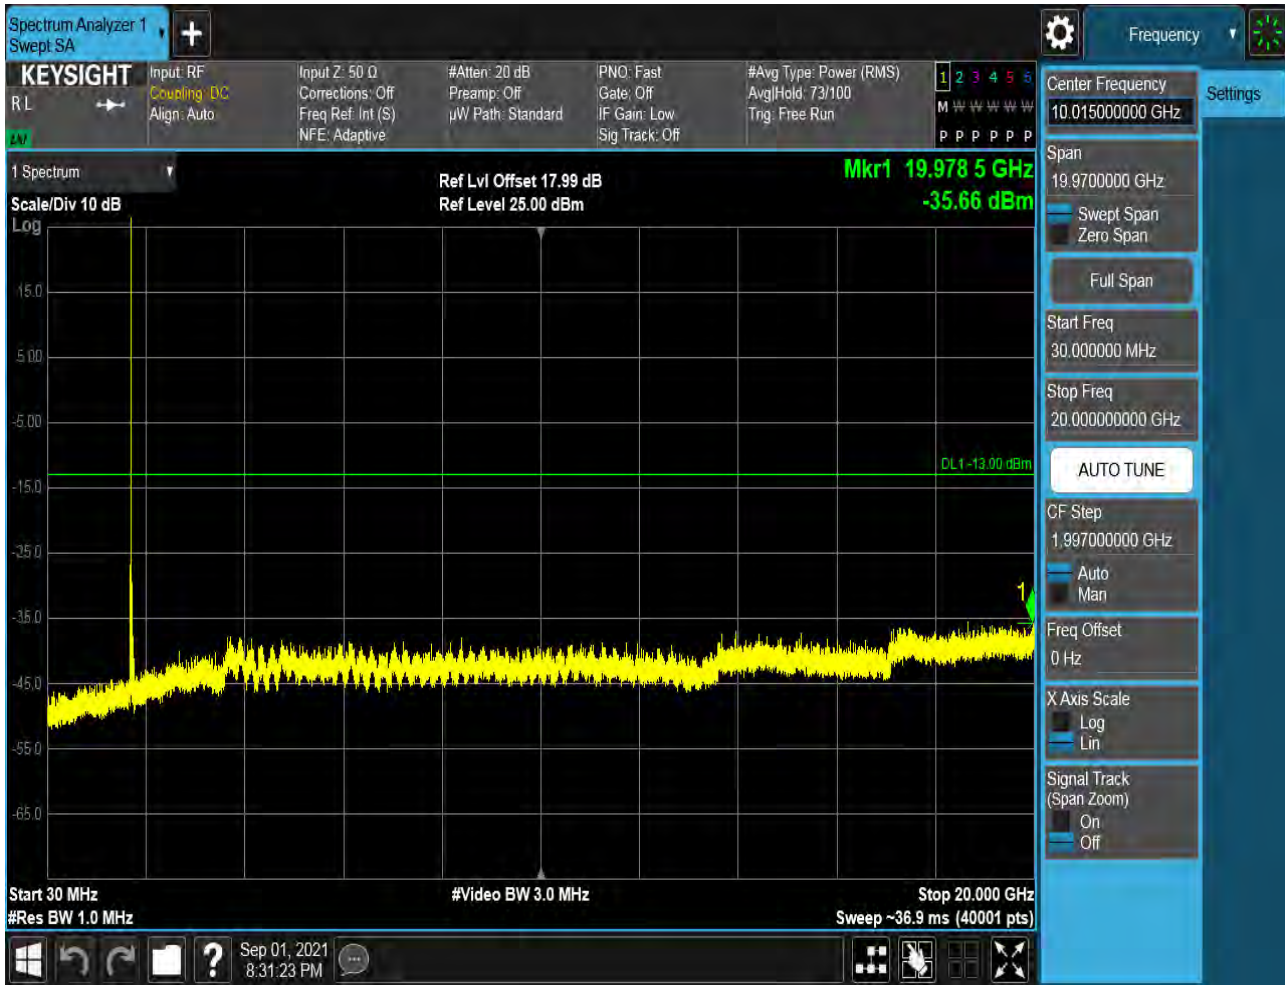 Spectrum Analyzer 1
Swept SA
Frequency
KEYSIGHT
R L
Input: RF
Coupling: DC
Align: Auto
Input Z: 50 Ω
Corrections: Off
Freq Ref: Int (S)
NFE: Adaptive
#Atten: 20 dB
Preamp: Off
µW Path: Standard
PNO: Fast
Gate: Off
IF Gain: Low
Sig Track: Off
#Avg Type: Power (RMS)
Avg|Hold: 73/100
Trig: Free Run
1 2 3 4 5 6
M W W W W W
P P P P P P
1 Spectrum
Scale/Div 10 dB
Log
Ref Lvl Offset 17.99 dB
Ref Level 25.00 dBm
Mkr1 19.978 5 GHz
-35.66 dBm
15.0
5.00
-5.00
DL1 -13.00 dBm
-15.0
-25.0
1
-35.0
-45.0
-55.0
-65.0
Start 30 MHz
#Video BW 3.0 MHz
Stop 20.000 GHz
#Res BW 1.0 MHz
Sweep ~36.9 ms (40001 pts)
Sep 01, 2021
8:31:23 PM
Center Frequency
10.015000000 GHz
Settings
Span
19.9700000 GHz
Swept Span
Zero Span
Full Span
Start Freq
30.000000 MHz
Stop Freq
20.000000000 GHz
AUTO TUNE
CF Step
1.997000000 GHz
Auto
Man
Freq Offset
0 Hz
X Axis Scale
Log
Lin
Signal Track
(Span Zoom)
On
Off